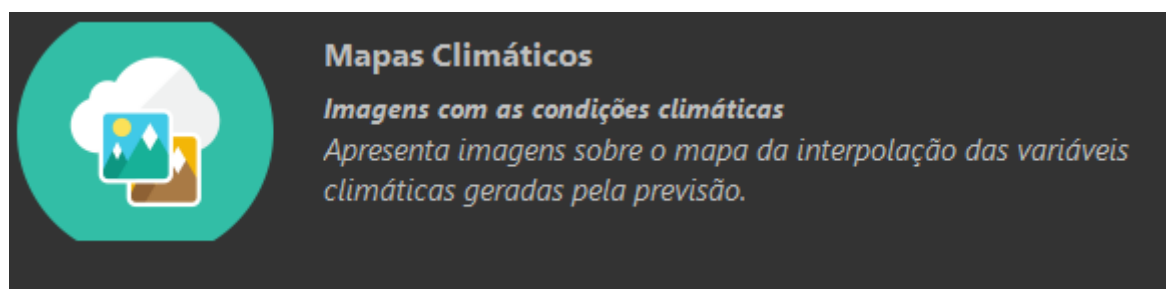 Mapas Climáticos
Imagens com as condições climáticas
Apresenta imagens sobre o mapa da interpolação das variáveis
climáticas geradas pela previsão.